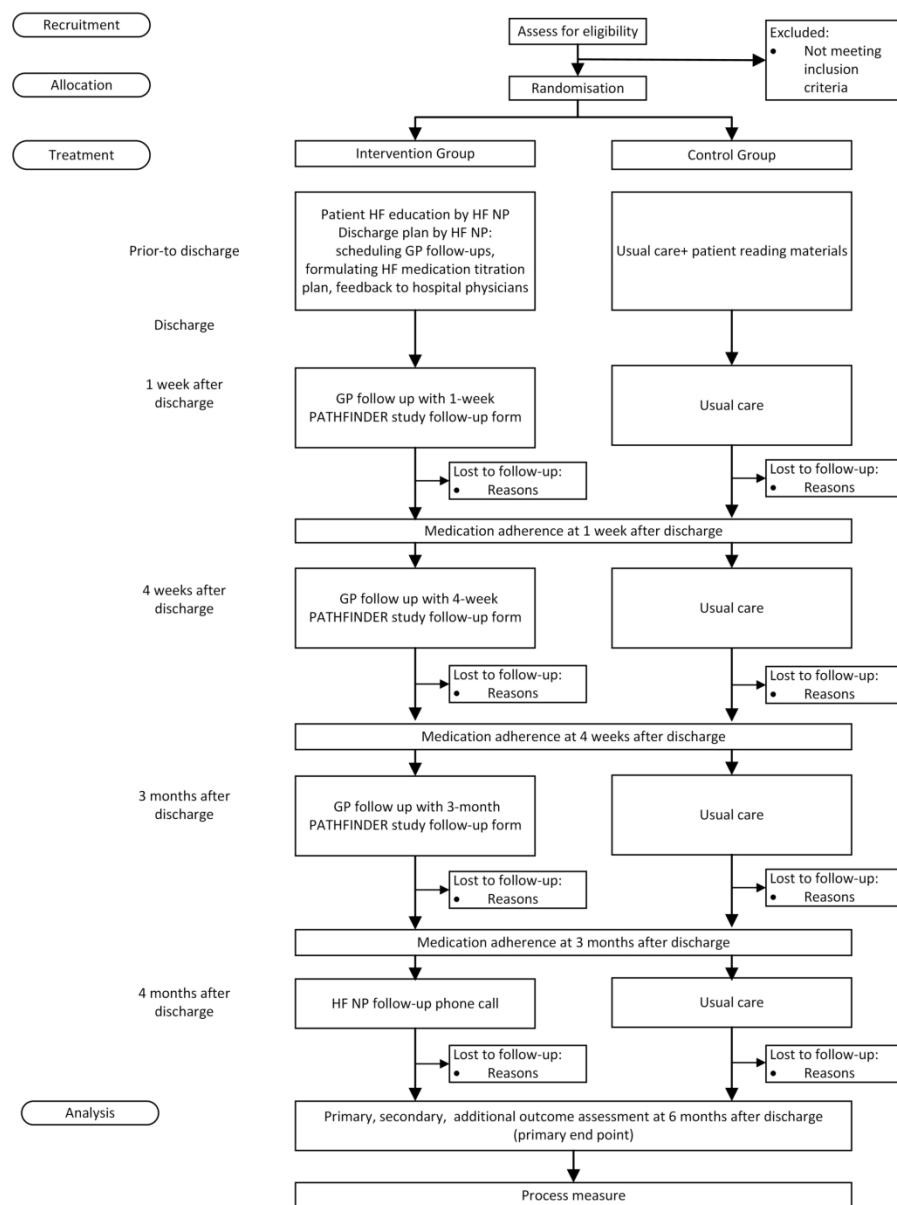 Recruitment
Assess for eligibility
Excluded:
• Not meeting
inclusion
criteria
Allocation
Randomisation
Treatment
Intervention Group
Control Group
Prior-to discharge
Patient HF education by HF NP
Discharge plan by HF NP:
scheduling GP follow-ups,
formulating HF medication titration
plan, feedback to hospital physicians
Usual care+ patient reading materials
Discharge
1 week after
discharge
GP follow up with 1-week
PATHFINDER study follow-up form
Usual care
Lost to follow-up:
• Reasons
Lost to follow-up:
• Reasons
Medication adherence at 1 week after discharge
4 weeks after
discharge
GP follow up with 4-week
PATHFINDER study follow-up form
Usual care
Lost to follow-up:
• Reasons
Lost to follow-up:
• Reasons
Medication adherence at 4 weeks after discharge
3 months after
discharge
GP follow up with 3-month
PATHFINDER study follow-up form
Usual care
Lost to follow-up:
• Reasons
Lost to follow-up:
• Reasons
Medication adherence at 3 months after discharge
4 months after
discharge
HF NP follow-up phone call
Usual care
Lost to follow-up:
• Reasons
Lost to follow-up:
• Reasons
Analysis
Primary, secondary, additional outcome assessment at 6 months after discharge
(primary end point)
Process measure